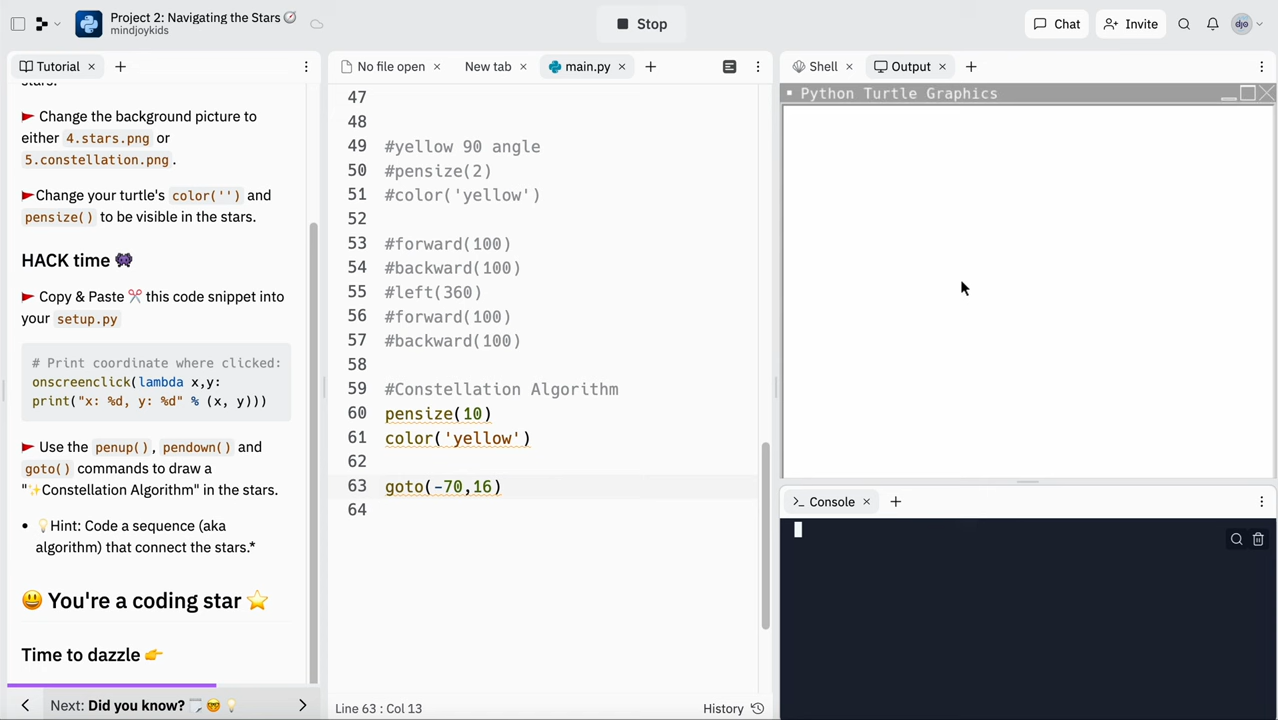 Project 2: Navigating the Stars
mindjoykids
Stop
Chat
Invite
djo
Tutorial
No file open
New tab
main.py
Shell
Output
stars.
Change the background picture to
either 4.stars.png or
5.constellation.png.
Change your turtle's color('') and
pensize() to be visible in the stars.
HACK time
Copy & Paste ✂️ this code snippet into
your setup.py
# Print coordinate where clicked:
onscreenclick(lambda x,y:
print("x: %d, y: %d" % (x, y)))
Use the penup(), pendown() and
goto() commands to draw a
"✨Constellation Algorithm" in the stars.
• 💡Hint: Code a sequence (aka
algorithm) that connect the stars.*
😃 You're a coding star ⭐
Time to dazzle 👉
Next: Did you know?
47
48
49 #yellow 90 angle
50 #pensize(2)
51 #color('yellow')
52
53 #forward(100)
54 #backward(100)
55 #left(360)
56 #forward(100)
57 #backward(100)
58
59 #Constellation Algorithm
60 pensize(10)
61 color('yellow')
62
63 goto(-70,16)
64
Line 63 : Col 13
History
Python Turtle Graphics
Console